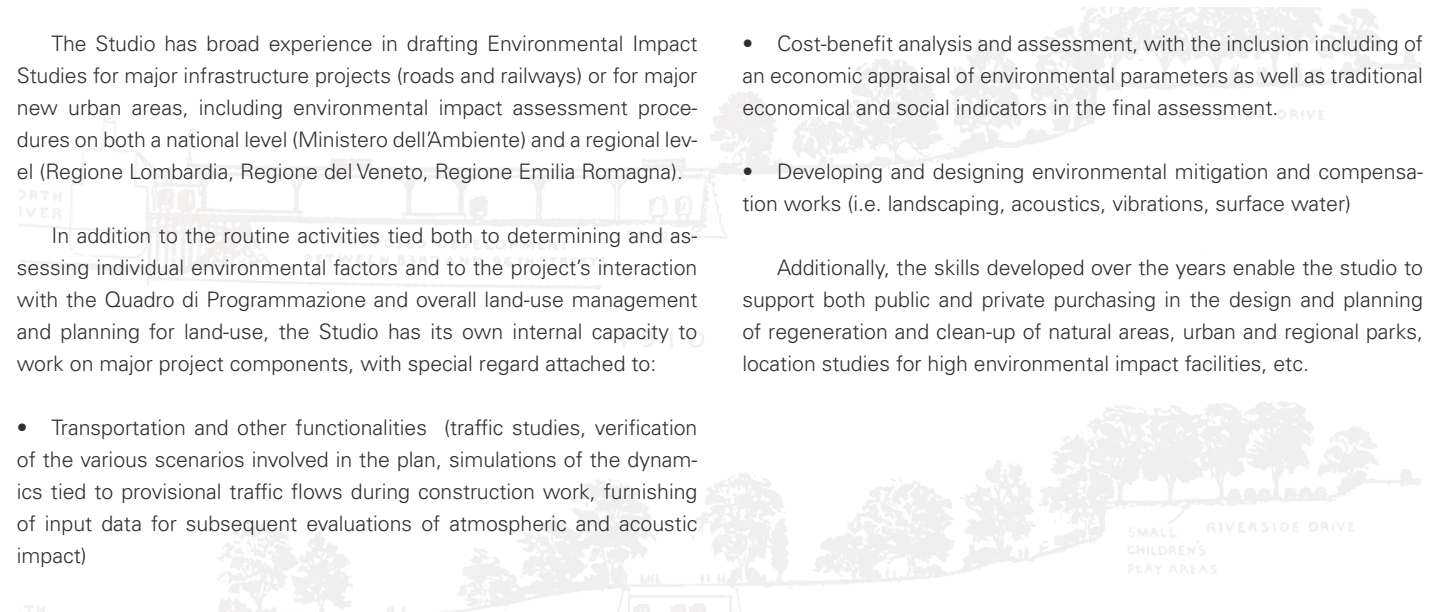 The Studio has broad experience in drafting Environmental Impact
Studies for major infrastructure projects (roads and railways) or for major
new urban areas, including environmental impact assessment proce-
dures on both a national level (Ministero dell'Ambiente) and a regional lev-
el (Regione Lombardia, Regione del Veneto, Regione Emilia Romagna).
In addition to the routine activities tied both to determining and as-
sessing individual environmental factors and to the project's interaction
with the Quadro di Programmazione and overall land-use management
and planning for land-use, the Studio has its own internal capacity to
work on major project components, with special regard attached to:
• Transportation and other functionalities (traffic studies, verification
of the various scenarios involved in the plan, simulations of the dynam-
ics tied to provisional traffic flows during construction work, furnishing
of input data for subsequent evaluations of atmospheric and acoustic
impact)
• Cost-benefit analysis and assessment, with the inclusion including of
an economic appraisal of environmental parameters as well as traditional
economical and social indicators in the final assessment.
• Developing and designing environmental mitigation and compensa-
tion works (i.e. landscaping, acoustics, vibrations, surface water)
Additionally, the skills developed over the years enable the studio to
support both public and private purchasing in the design and planning
of regeneration and clean-up of natural areas, urban and regional parks,
location studies for high environmental impact facilities, etc.
RIVERSIDE DRIVE
SMALL
CHILDREN'S
PLAY AREAS
RIVERSIDE DRIVE